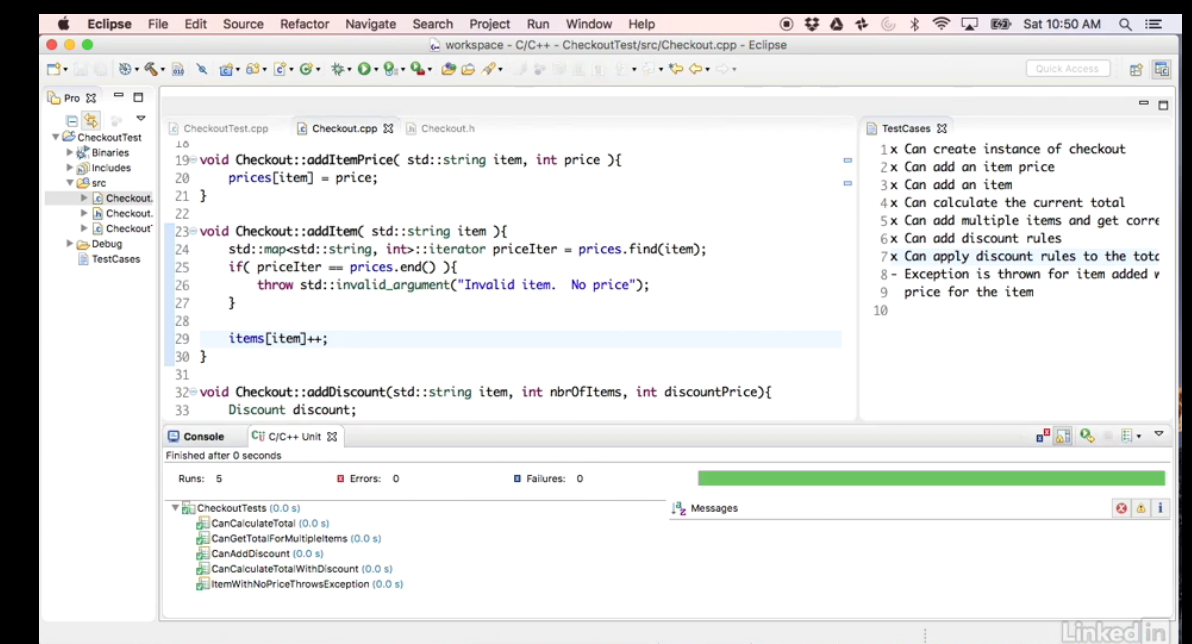 Eclipse File Edit Source Refactor Navigate Search Project Run Window Help Sat 10:50 AM
workspace - C/C++ - CheckoutTest/src/Checkout.cpp - Eclipse
Quick Access
Pro
CheckoutTest
Binaries
Includes
src
Checkout.
Checkout.
Checkout
Debug
TestCases
CheckoutTest.cpp Checkout.cpp Checkout.h
18
19 void Checkout::addItemPrice( std::string item, int price ){
20 prices[item] = price;
21 }
22
23 void Checkout::addItem( std::string item ){
24 std::map<std::string, int>::iterator priceIter = prices.find(item);
25 if( priceIter == prices.end() ){
26 throw std::invalid_argument("Invalid item.  No price");
27 }
28
29 items[item]++;
30 }
31
32 void Checkout::addDiscount(std::string item, int nbrOfItems, int discountPrice){
33 Discount discount;
TestCases
1 x Can create instance of checkout
2 x Can add an item price
3 x Can add an item
4 x Can calculate the current total
5 x Can add multiple items and get corre
6 x Can add discount rules
7 x Can apply discount rules to the tota
8 - Exception is thrown for item added w
9 price for the item
10
Console C/C++ Unit
Finished after 0 seconds
Runs: 5 Errors: 0 Failures: 0
CheckoutTests (0.0 s)
CanCalculateTotal (0.0 s)
CanGetTotalForMultipleItems (0.0 s)
CanAddDiscount (0.0 s)
CanCalculateTotalWithDiscount (0.0 s)
ItemWithNoPriceThrowsException (0.0 s)
Messages
Linked in